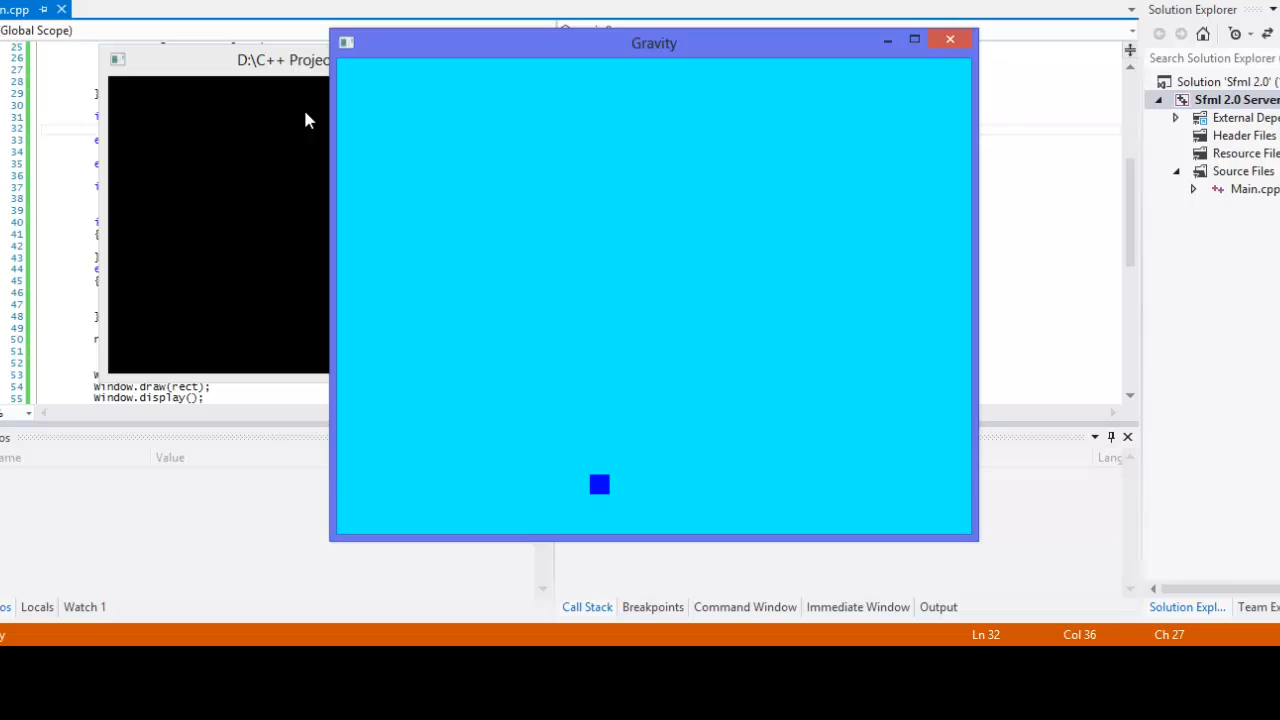 n.cpp
Solution Explorer
Global Scope)
Gravity
D:\C++ Projec
Search Solution Explorer
Solution 'Sfml 2.0' (
Sfml 2.0 Server
External Depe
Header Files
Resource File
Source Files
Main.cpp
25
26
27
28
29 }
30
31 i
32
33 e
34
35 e
36
37 i
38
39
40 i
41 {
42
43 }
44 e
45 {
46
47
48 }
49
50 r
51
52
53 W
54 Window.draw(rect);
55 Window.display();
%
os
ame
Value
Lang
os
Locals
Watch 1
Call Stack
Breakpoints
Command Window
Immediate Window
Output
Solution Expl...
Team Ex
y
Ln 32
Col 36
Ch 27